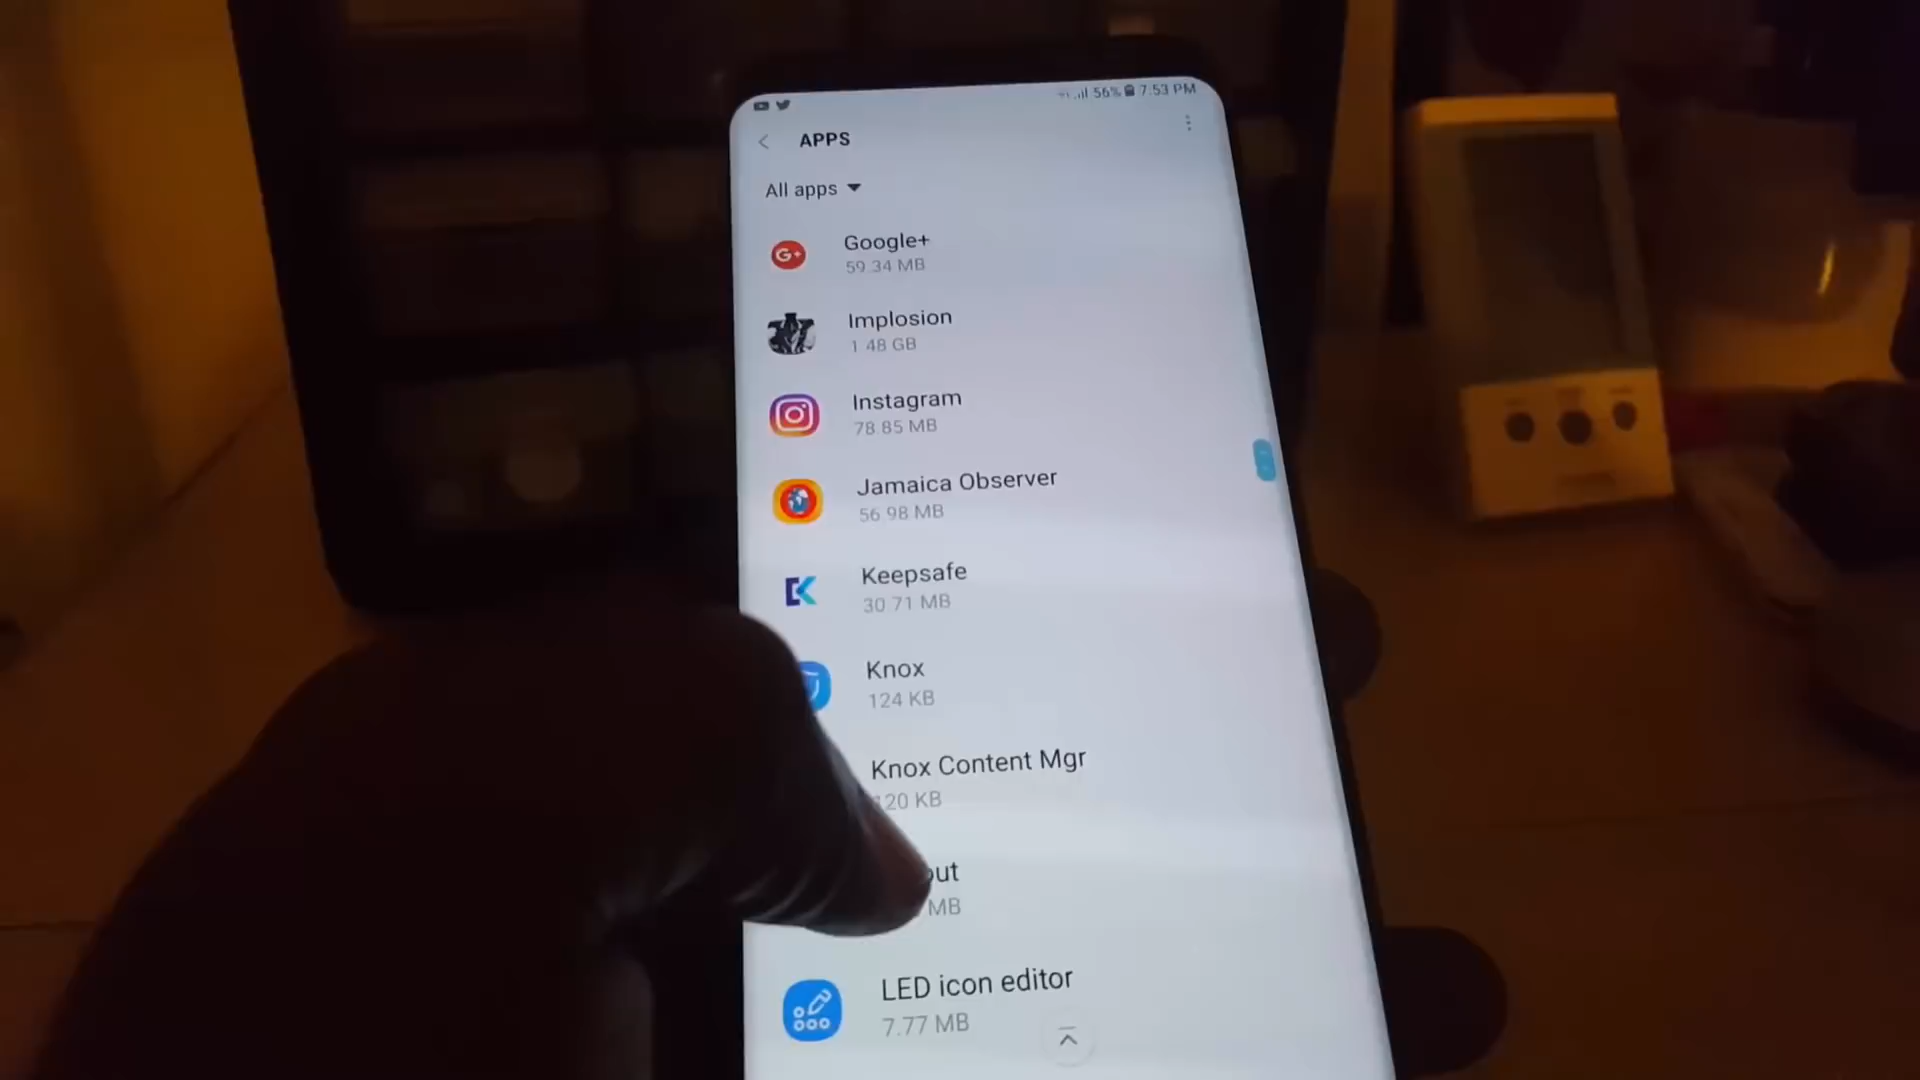 56% 7:53 PM
APPS
All apps
Google+
59.34 MB
Implosion
1.48 GB
Instagram
78.85 MB
Jamaica Observer
56.98 MB
Keepsafe
30.71 MB
Knox
124 KB
Knox Content Mgr
20 KB
out
MB
LED icon editor
7.77 MB